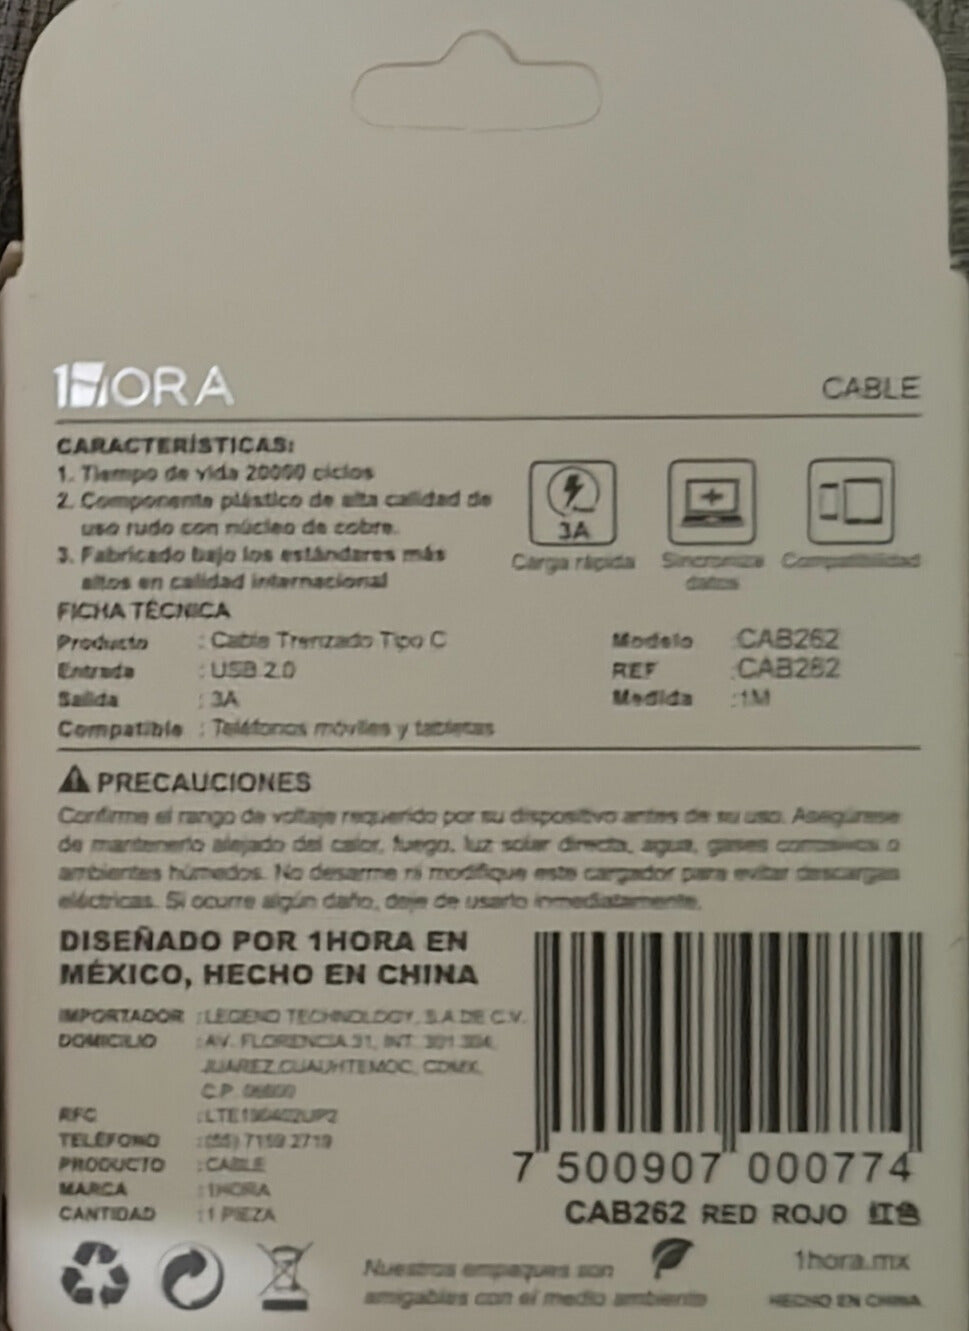 1HORA
CABLE
CARACTERÍSTICAS:
1. Tiempo de vida 20000 ciclos
2. Componente plástico de alta calidad de
uso rudo con núcleo de cobre.
3. Fabricado bajo los estándares más
altos en calidad internacional
3A
Carga rápida
Sincroniza
datos
Compatibilidad
FICHA TÉCNICA
Producto : Cable Trenzado Tipo C
Entrada : USB 2.0
Salida : 3A
Compatible : Teléfonos móviles y tabletas
Modelo :CAB262
REF :CAB262
Medida :1M
PRECAUCIONES
Confirme el rango de voltaje requerido por su dispositivo antes de su uso. Asegúrese
de mantenerlo alejado del calor, fuego, luz solar directa, agua, gases corrosivos o
ambientes húmedos. No desarme ni modifique este cargador para evitar descargas
eléctricas. Si ocurre algún daño, deje de usarlo inmediatamente.
DISEÑADO POR 1HORA EN
MÉXICO, HECHO EN CHINA
IMPORTADOR :LEGEND TECHNOLOGY, S.A.DE C.V.
DOMICILIO :AV. FLORENCIA 31, INT. 301 304,
JUAREZ,CUAUHTEMOC, CDMX,
C.P. 06600
RFC
TELÉFONO :(55) 7159 2719
PRODUCTO :CABLE
MARCA :1HORA
CANTIDAD :1 PIEZA
7 500907 000774
CAB262 RED ROJO 红色
Nuestros empaques son
amigables con el medio ambiente
1hora.mx
HECHO EN CHINA